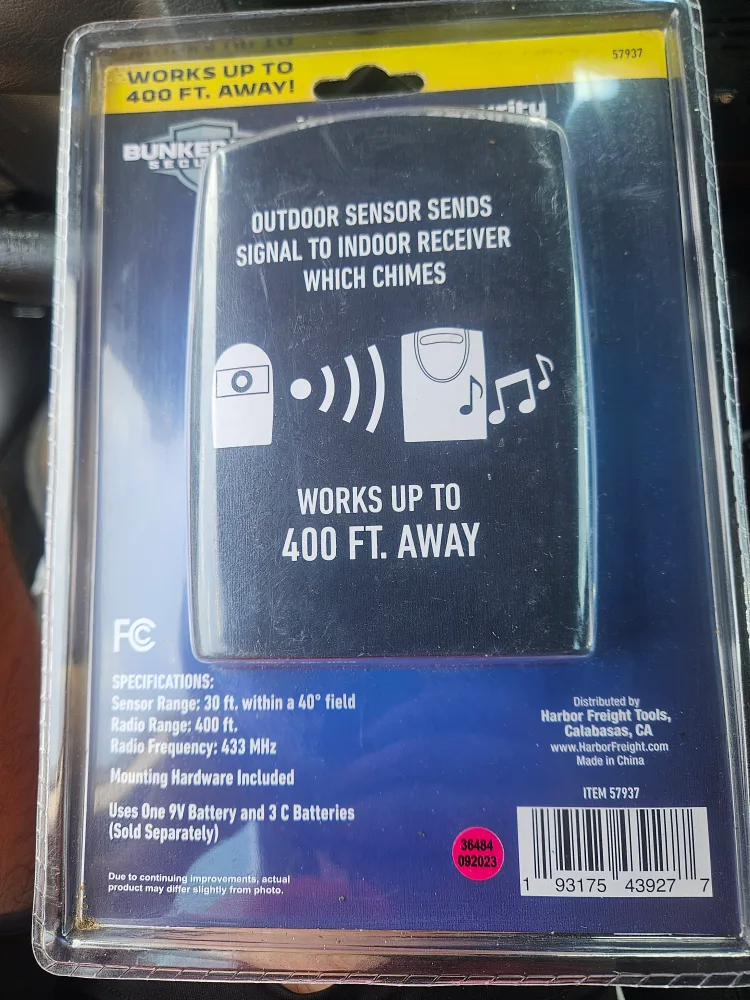 WORKS UP TO
400 FT. AWAY!
57937
SECU
OUTDOOR SENSOR SENDS
SIGNAL TO INDOOR RECEIVER
WHICH CHIMES
WORKS UP TO
400 FT. AWAY
FC
SPECIFICATIONS:
Sensor Range: 30 ft. within a 40° field
Radio Range: 400 ft.
Radio Frequency: 433 MHz
Mounting Hardware Included
Uses One 9V Battery and 3 C Batteries
(Sold Separately)
Due to continuing improvements, actual
product may differ slightly from photo.
Distributed by
Harbor Freight Tools,
Calabasas, CA
www.HarborFreight.com
Made in China
ITEM 57937
36484
092023
1 93175 43927 7